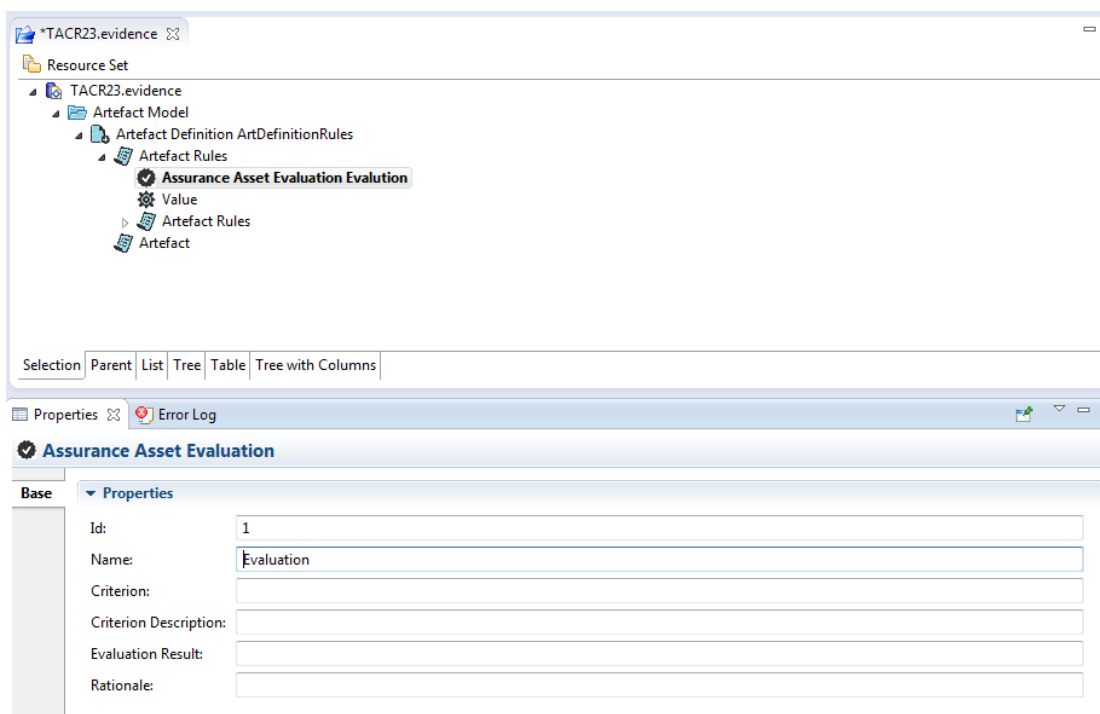 *TACR23.evidence
Resource Set
TACR23.evidence
Artefact Model
Artefact Definition ArtDefinitionRules
Artefact Rules
Assurance Asset Evaluation Evalution
Value
Artefact Rules
Artefact
Selection Parent List Tree Table Tree with Columns
Properties Error Log
Assurance Asset Evaluation
Base Properties
Id: 1
Name: Evaluation
Criterion:
Criterion Description:
Evaluation Result:
Rationale: